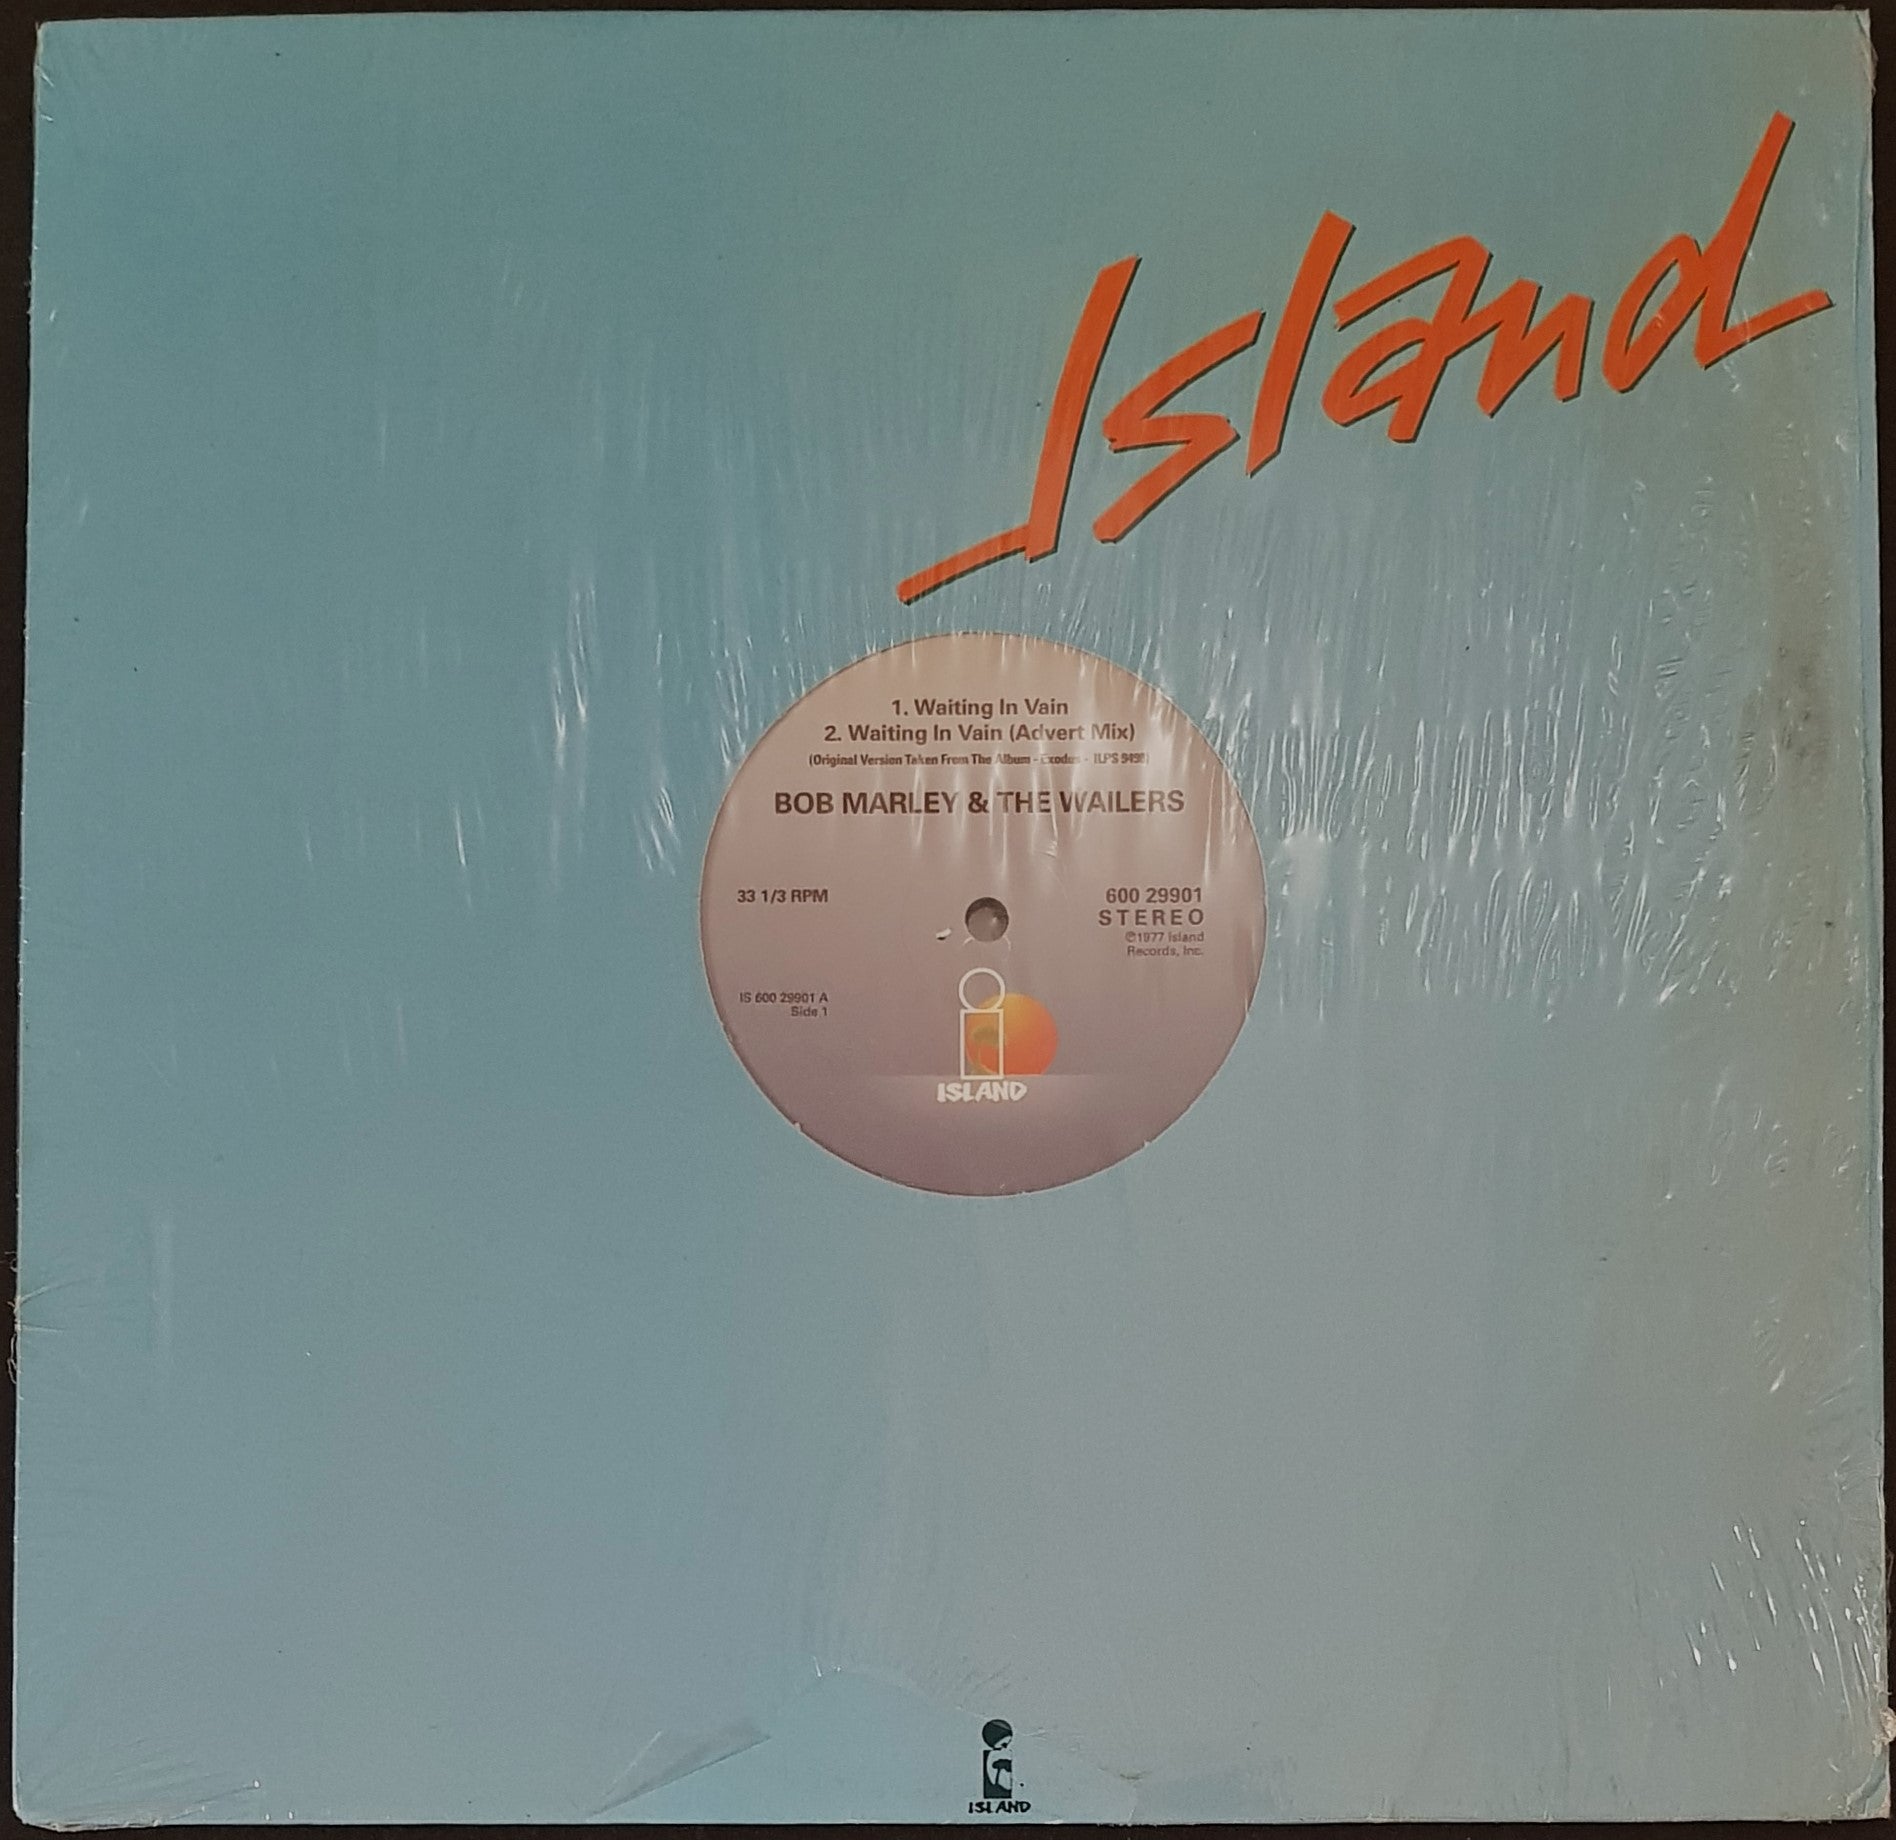 Island
1. Waiting In Vain
2. Waiting In Vain (Advert Mix)
(Original Version Taken From The Album - Exodus - ILPS 9498)
BOB MARLEY & THE WAILERS
33 1/3 RPM
600 29901
STEREO
℗1977 Island
Records, Inc.
IS 600 29901 A
Side 1
ISLAND
ISLAND